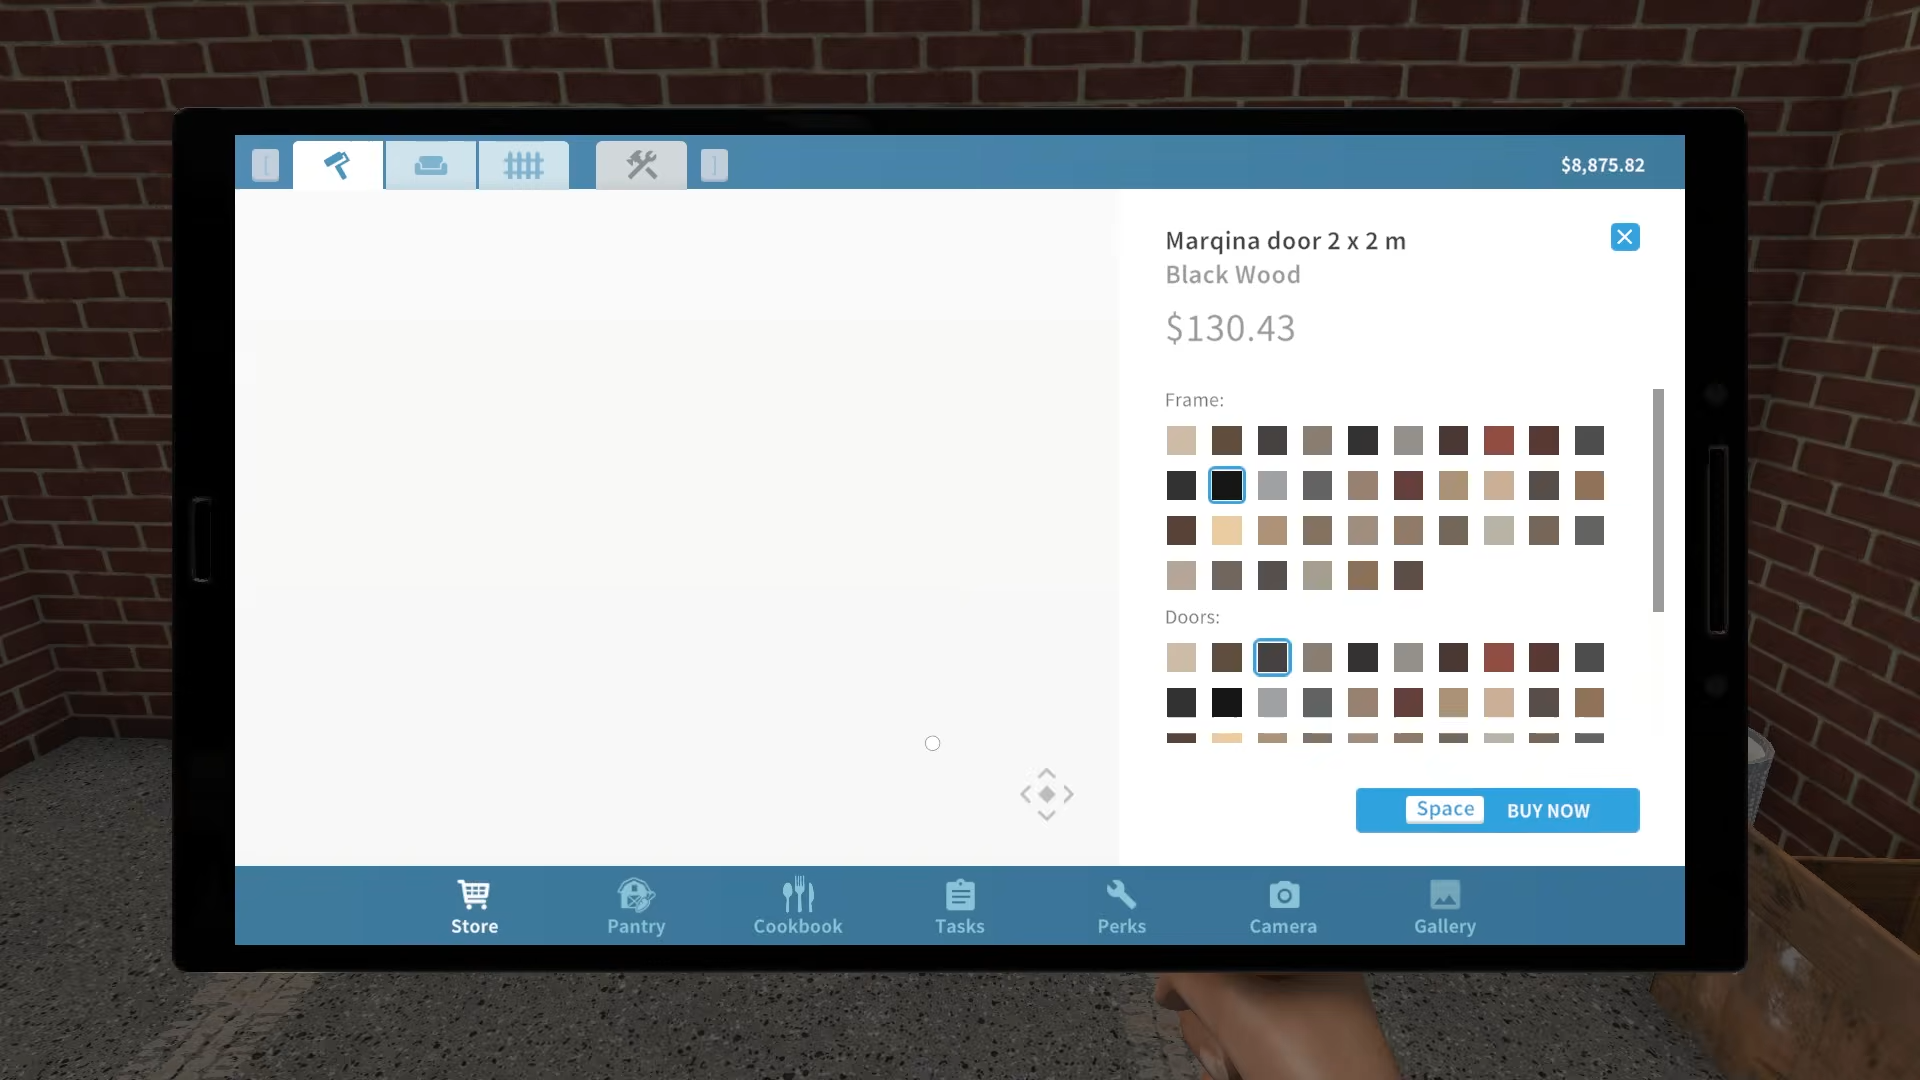 [
]
$8,875.82
Marqina door 2 x 2 m
Black Wood
$130.43
Frame:
Doors:
Space BUY NOW
Store
Pantry
Cookbook
Tasks
Perks
Camera
Gallery